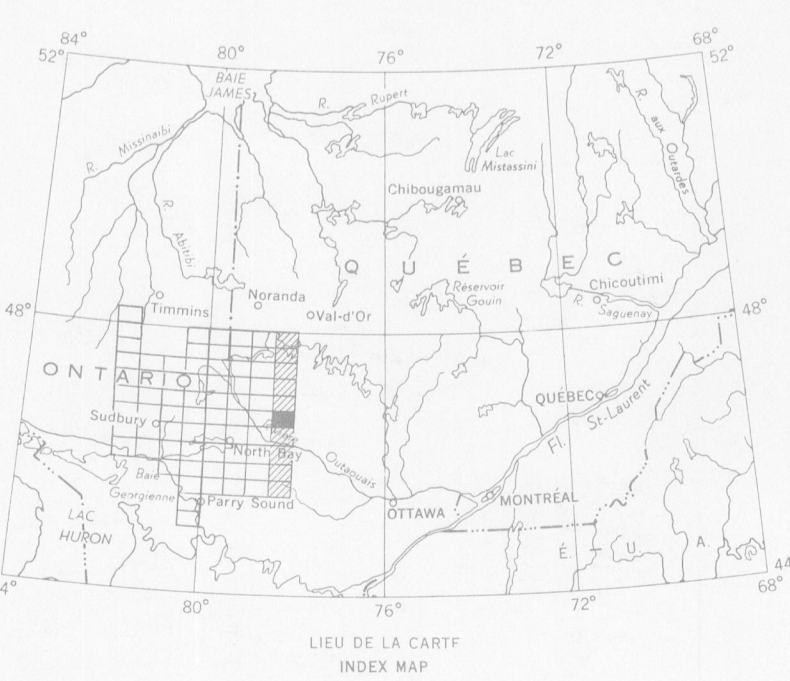 84°
80°
76°
72°
68°
52°
52°
BAIE
JAMES
R. Rupert
R. aux Outardes
R. Missinaibi
Lac
Mistassini
Chibougamau
R. Abitibi
QUÉBEC
Réservoir
Gouin
Chicoutimi
R. Saguenay
Noranda
Timmins
Val-d'Or
48°
48°
ONTARIO
QUÉBEC
Fl. St-Laurent
Sudbury
North Bay
Outaouais
Baie
Georgienne
Parry Sound
OTTAWA
MONTRÉAL
LAC
HURON
É. U. A.
4°
44
80°
76°
72°
68°
LIEU DE LA CARTE
INDEX MAP